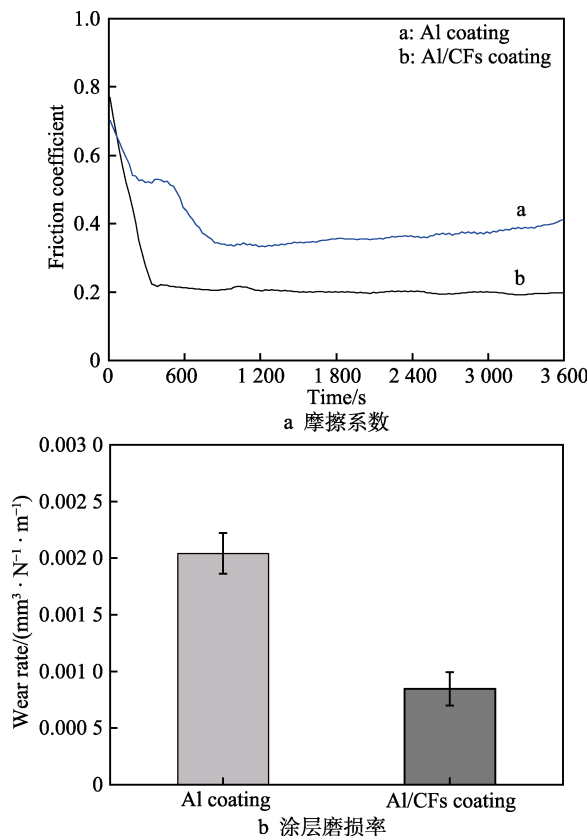 a: Al coating
b: Al/CFs coating
1.0
0.8
0.6
0.4
0.2
0
Friction coefficient
a
b
0 600 1 200 1 800 2 400 3 000 3 600
Time/s
a 摩擦系数
0.003 0
0.002 5
0.002 0
0.001 5
0.001 0
0.000 5
0
Wear rate/(mm³·N⁻¹·m⁻¹)
Al coating Al/CFs coating
b 涂层磨损率